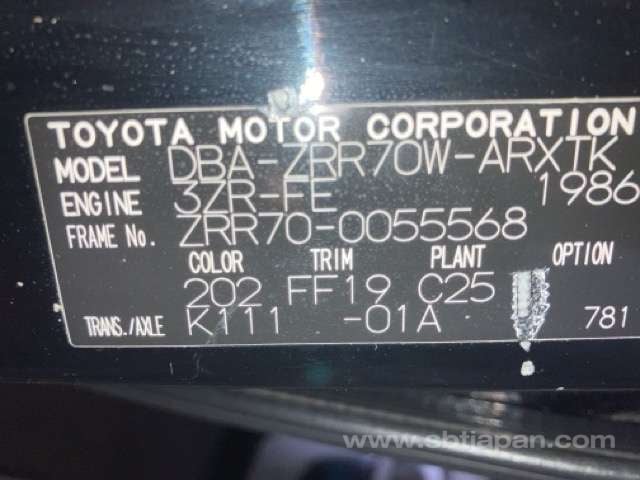 TOYOTA MOTOR CORPORATION
MODEL DBA-ZRR70W-ARXTK
ENGINE 3ZR-FE 1986
FRAME No. ZRR70-0055568
COLOR TRIM PLANT OPTION
202 FF19 C25
TRANS./AXLE K111 -01A 781
www.sbtjapan.com